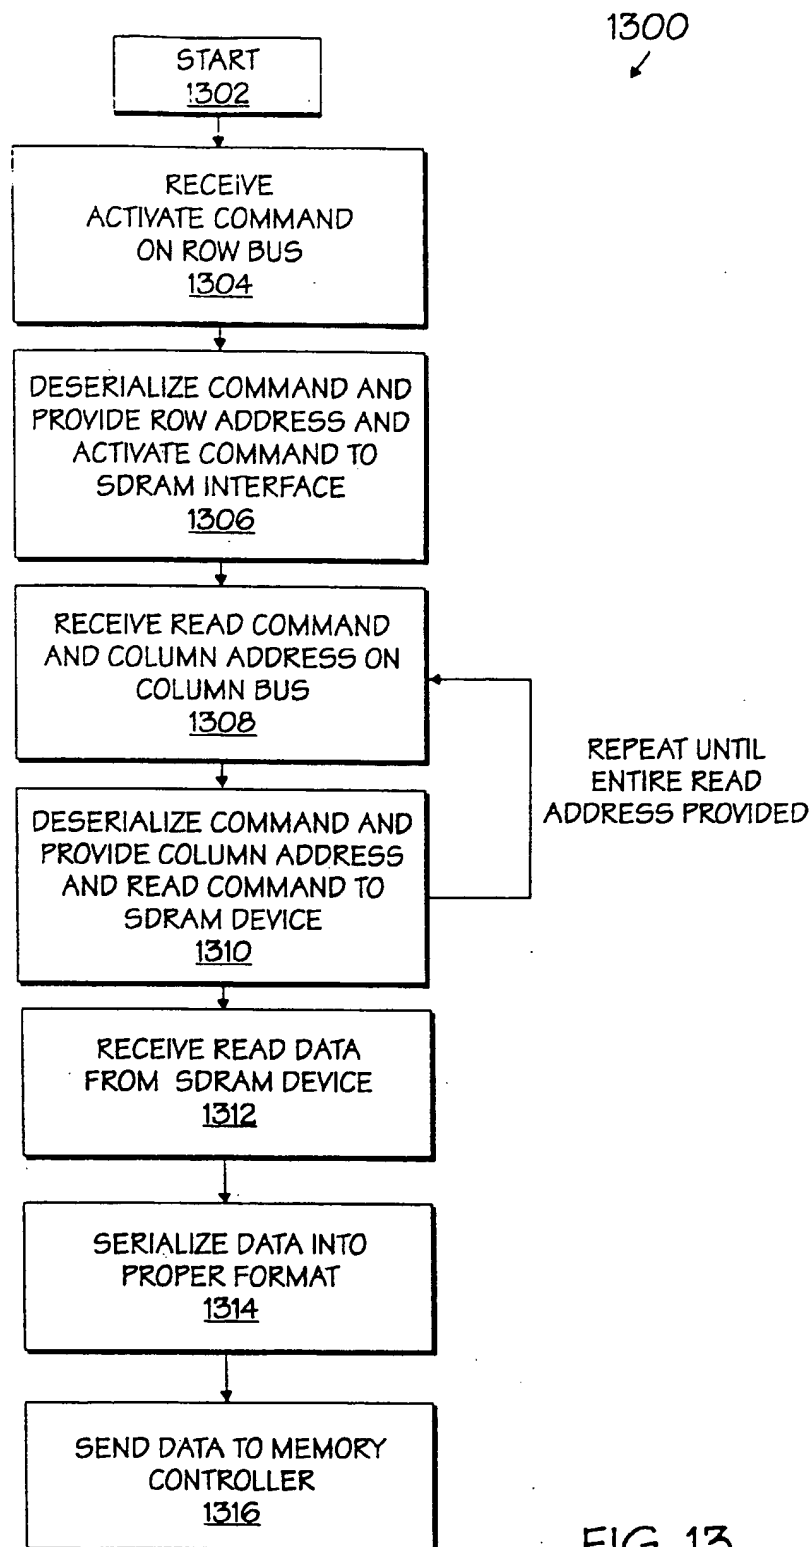 1300
START
1302
RECEIVE
ACTIVATE COMMAND
ON ROW BUS
1304
DESERIALIZE COMMAND AND
PROVIDE ROW ADDRESS AND
ACTIVATE COMMAND TO
SDRAM INTERFACE
1306
RECEIVE READ COMMAND
AND COLUMN ADDRESS ON
COLUMN BUS
1308
REPEAT UNTIL
ENTIRE READ
ADDRESS PROVIDED
DESERIALIZE COMMAND AND
PROVIDE COLUMN ADDRESS
AND READ COMMAND TO
SDRAM DEVICE
1310
RECEIVE READ DATA
FROM SDRAM DEVICE
1312
SERIALIZE DATA INTO
PROPER FORMAT
1314
SEND DATA TO MEMORY
CONTROLLER
1316
FIG. 13